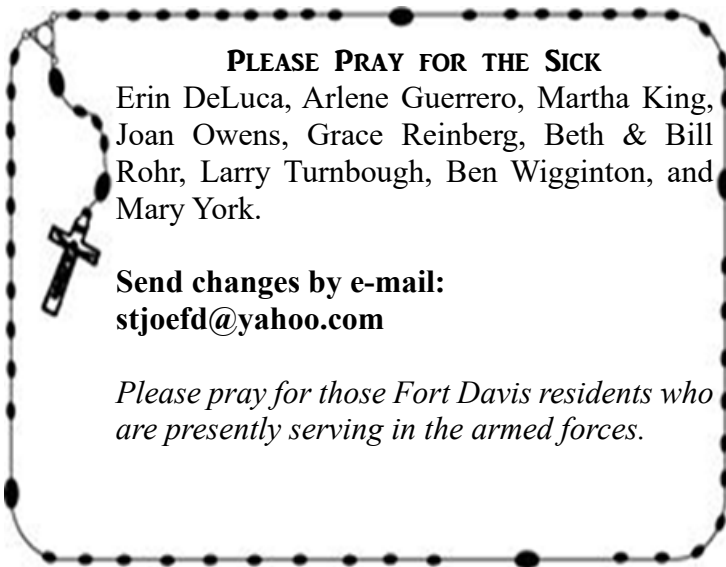 PLEASE PRAY FOR THE SICK
Erin DeLuca, Arlene Guerrero, Martha King,
Joan Owens, Grace Reinberg, Beth & Bill
Rohr, Larry Turnbough, Ben Wigginton, and
Mary York.
Send changes by e-mail:
stjoefd@yahoo.com
Please pray for those Fort Davis residents who
are presently serving in the armed forces.